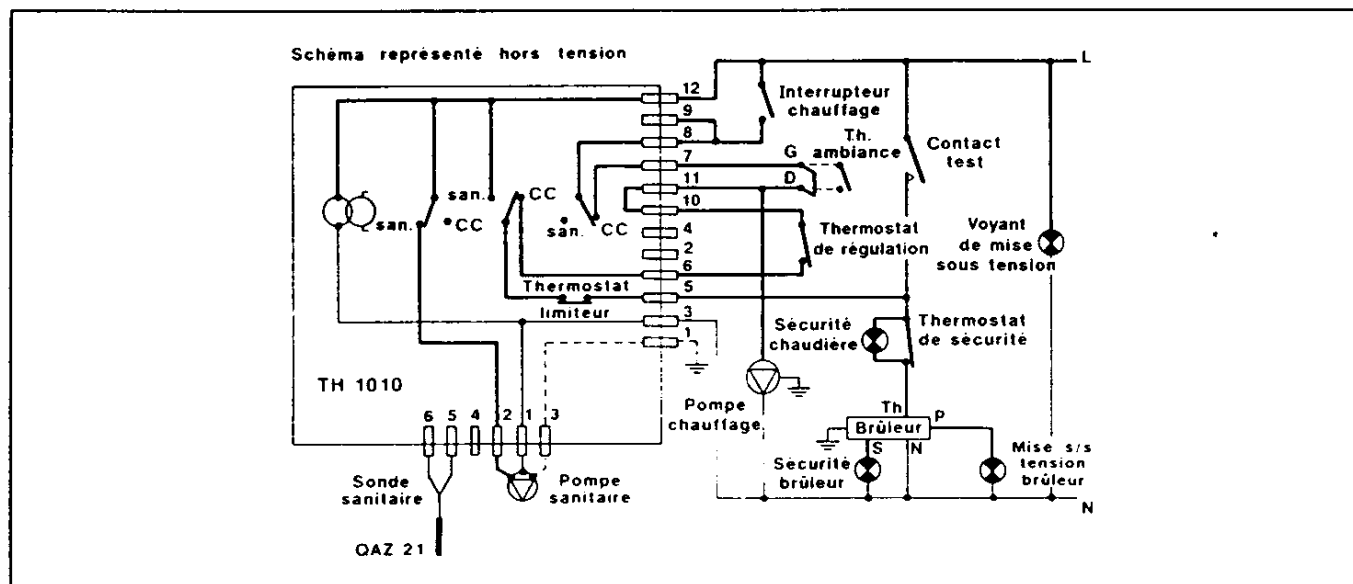 Schéma représenté hors tension
L
12
9
8
7
11
10
4
2
6
5
3
1
Interrupteur
chauffage
G
D
Th.
ambiance
Contact
test
san.
CC
san.
CC
san.
CC
Thermostat
de régulation
Voyant
de mise
sous tension
Thermostat
limiteur
Sécurité
chaudière
Thermostat
de sécurité
TH 1010
Pompe
chauffage
6 5 4 2 1 3
Th
P
Brûleur
S N
Sonde
sanitaire
Pompe
sanitaire
Sécurité
brûleur
Mise s/s
tension
brûleur
N
QAZ 21